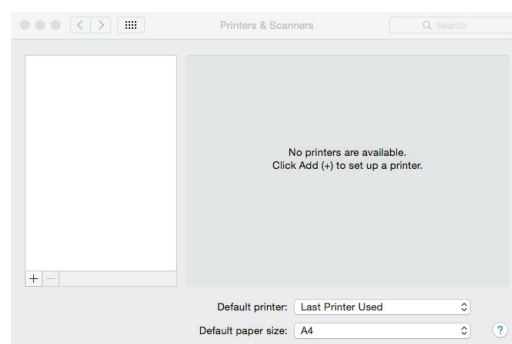 Printers & Scanners
Search
No printers are available.
Click Add (+) to set up a printer.
+ −
Default printer: Last Printer Used
Default paper size: A4
?